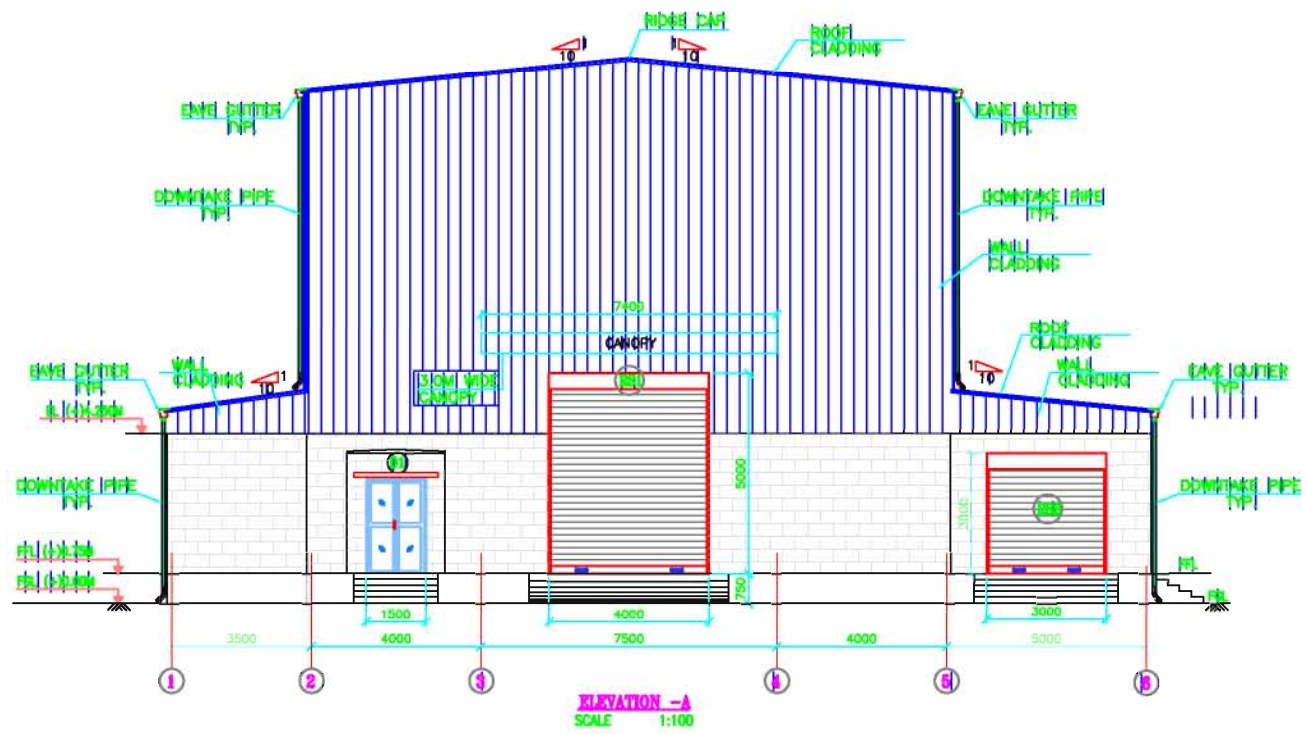 RIDGE CAP
1
1
10
10
ROOF
CLADDING
EAVE GUTTER
TYP.
EAVE GUTTER
TYP.
DOWNTAKE PIPE
TYP.
DOWNTAKE PIPE
TYP.
WALL
CLADDING
7400
CANOPY
ROOF
CLADDING
WALL
CLADDING
WALL
CLADDING
1
10
1
10
EAVE GUTTER
TYP.
EAVE GUTTER
TYP.
3.0M WIDE
CANOPY
5000
3000
DOWNTAKE PIPE
TYP.
DOWNTAKE PIPE
TYP.
FFL (+)0.75M
FFL
750
1500
4000
3000
3500
4000
7500
4000
5000
1
2
3
4
5
6
ELEVATION -A
SCALE 1:100